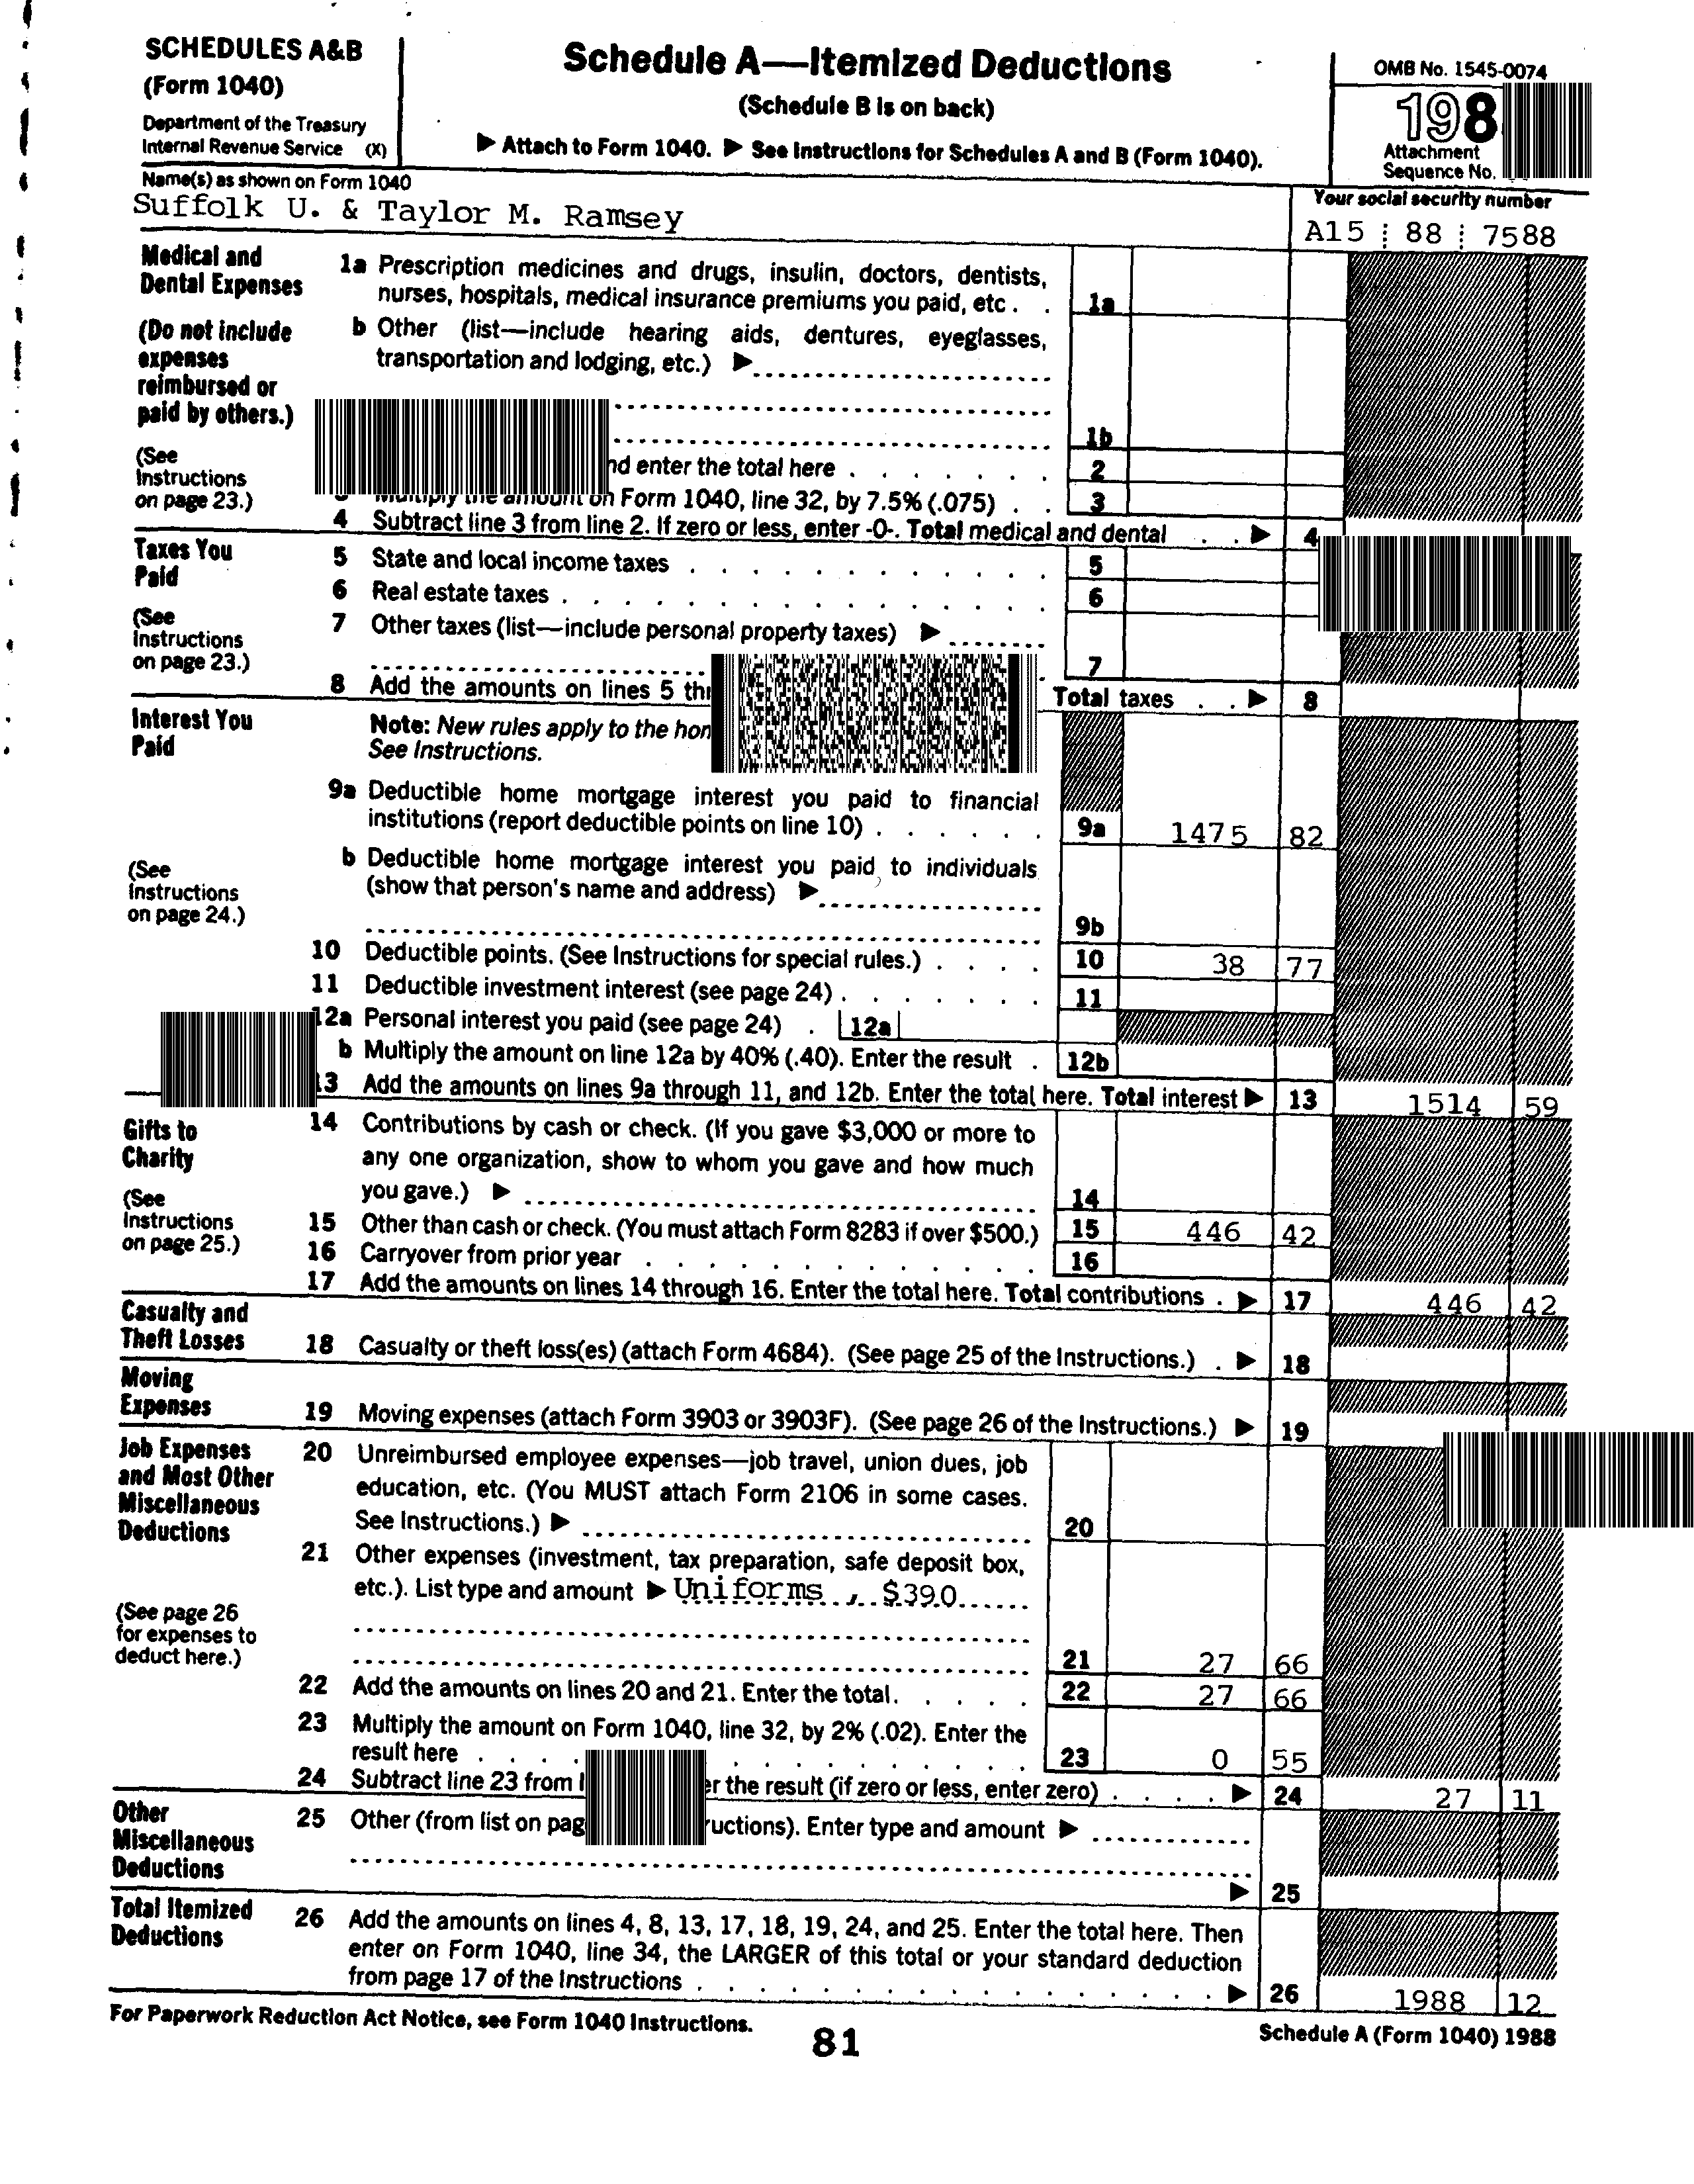 SCHEDULES A&B
(Form 1040)
Department of the Treasury
Internal Revenue Service (X)
Schedule A—Itemized Deductions
(Schedule B is on back)
▶ Attach to Form 1040. ▶ See Instructions for Schedules A and B (Form 1040).
OMB No. 1545-0074
198
Attachment
Sequence No.
Name(s) as shown on Form 1040
Suffolk U. & Taylor M. Ramsey
Your social security number
A15 88 7588
Medical and
Dental Expenses
(Do not include
expenses
reimbursed or
paid by others.)
(See
Instructions
on page 23.)
1a Prescription medicines and drugs, insulin, doctors, dentists,
nurses, hospitals, medical insurance premiums you paid, etc . . 1a
b Other (list—include hearing aids, dentures, eyeglasses,
transportation and lodging, etc.) ▶
1b
nd enter the total here . . . . . . . 2
Multiply the amount on Form 1040, line 32, by 7.5% (.075) . . 3
4 Subtract line 3 from line 2. If zero or less, enter -0-. Total medical and dental . . ▶ 4
Taxes You
Paid
(See
Instructions
on page 23.)
5 State and local income taxes . . . . . . . . . . . . 5
6 Real estate taxes . . . . . . . . . . . . . . . . 6
7 Other taxes (list—include personal property taxes) ▶
7
8 Add the amounts on lines 5 Total taxes . . ▶ 8
Interest You
Paid
(See
Instructions
on page 24.)
Note: New rules apply to the
See Instructions.
9a Deductible home mortgage interest you paid to financial
institutions (report deductible points on line 10) . . . . . . 9a 1475 82
b Deductible home mortgage interest you paid to individuals
(show that person's name and address) ▶
9b
10 Deductible points. (See Instructions for special rules.) . . . . 10 38 77
11 Deductible investment interest (see page 24) . . . . . . . 11
12a Personal interest you paid (see page 24) . 12a
b Multiply the amount on line 12a by 40% (.40). Enter the result . 12b
13 Add the amounts on lines 9a through 11, and 12b. Enter the total here. Total interest ▶ 13 1514 59
Gifts to
Charity
(See
Instructions
on page 25.)
14 Contributions by cash or check. (If you gave $3,000 or more to
any one organization, show to whom you gave and how much
you gave.) ▶ 14
15 Other than cash or check. (You must attach Form 8283 if over $500.) 15 446 42
16 Carryover from prior year . . . . . . . . . . . . . 16
17 Add the amounts on lines 14 through 16. Enter the total here. Total contributions . ▶ 17 446 42
Casualty and
Theft Losses
18 Casualty or theft loss(es) (attach Form 4684). (See page 25 of the Instructions.) . ▶ 18
Moving
Expenses
19 Moving expenses (attach Form 3903 or 3903F). (See page 26 of the Instructions.) ▶ 19
Job Expenses
and Most Other
Miscellaneous
Deductions
(See page 26
for expenses to
deduct here.)
20 Unreimbursed employee expenses—job travel, union dues, job
education, etc. (You MUST attach Form 2106 in some cases.
See Instructions.) ▶ 20
21 Other expenses (investment, tax preparation, safe deposit box,
etc.). List type and amount ▶ Uniforms , $390
21 27 66
22 Add the amounts on lines 20 and 21. Enter the total. . . . . 22 27 66
23 Multiply the amount on Form 1040, line 32, by 2% (.02). Enter the
result here . . . . . . . . . . . . 23 0 55
24 Subtract line 23 from the result (if zero or less, enter zero) . . . . ▶ 24 27 11
Other
Miscellaneous
Deductions
25 Other (from list on Enter type and amount ▶
▶ 25
Total Itemized
Deductions
26 Add the amounts on lines 4, 8, 13, 17, 18, 19, 24, and 25. Enter the total here. Then
enter on Form 1040, line 34, the LARGER of this total or your standard deduction
from page 17 of the Instructions . . . . . . . . . . . . . . . . . ▶ 26 1988 12
For Paperwork Reduction Act Notice, see Form 1040 Instructions.
81
Schedule A (Form 1040) 1988